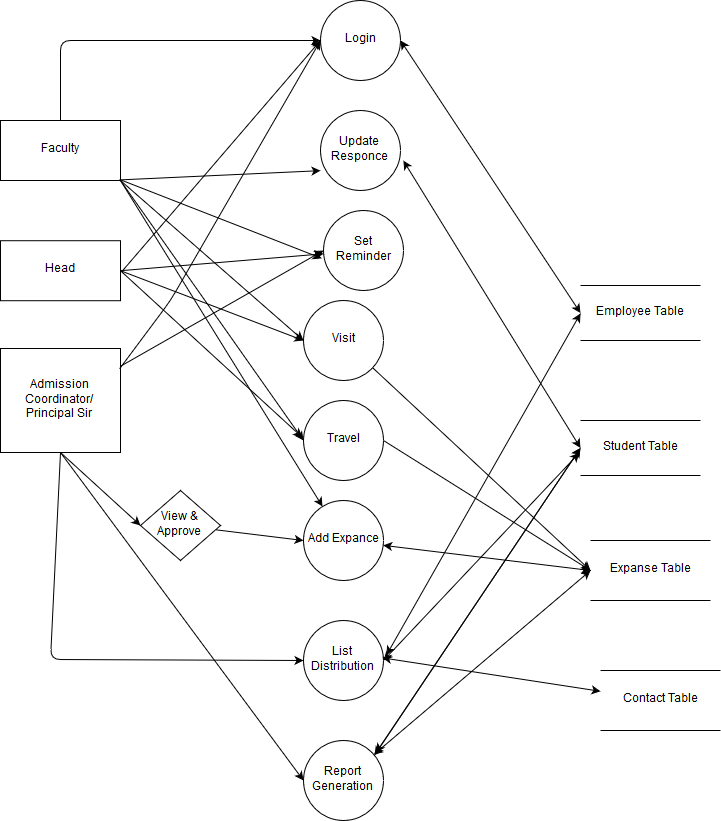 Login
Faculty
Update
Responce
Set
Reminder
Head
Employee Table
Visit
Admission
Coordinator/
Principal Sir
Travel
Student Table
View &
Approve
Add Expance
Expanse Table
List
Distribution
Contact Table
Report
Generation